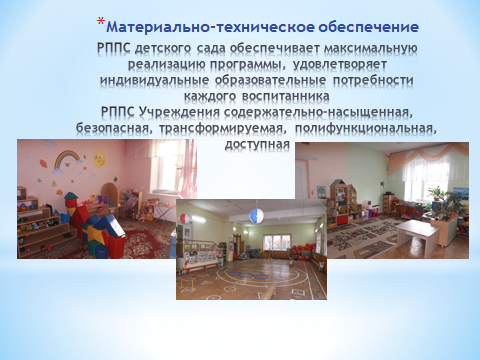 *Материально-техническое обеспечение
РППС детского сада обеспечивает максимальную
реализацию программы, удовлетворяет
индивидуальные образовательные потребности
каждого воспитанника
РППС Учреждения содержательно-насыщенная,
безопасная, трансформируемая, полифункциональная,
доступная